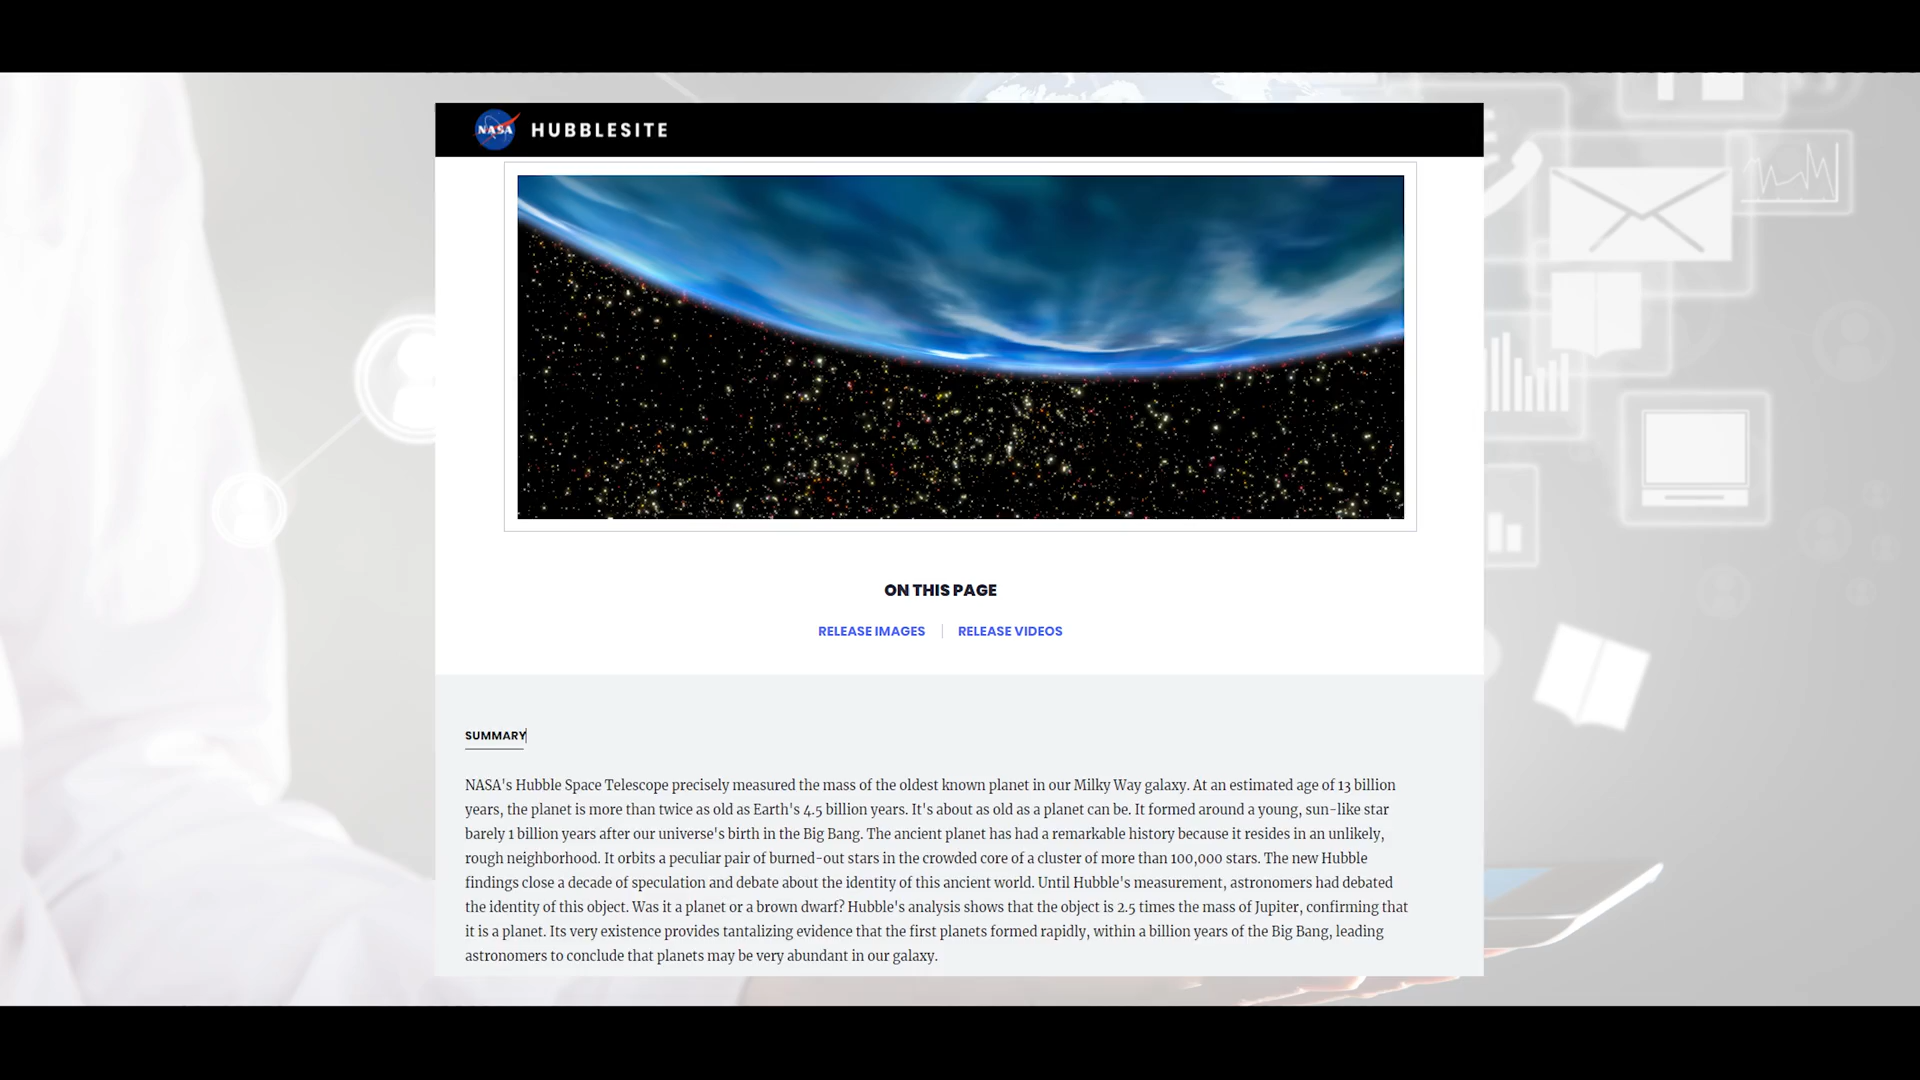 NASA HUBBLESITE
ON THIS PAGE
RELEASE IMAGES | RELEASE VIDEOS
SUMMARY
NASA's Hubble Space Telescope precisely measured the mass of the oldest known planet in our Milky Way galaxy. At an estimated age of 13 billion
years, the planet is more than twice as old as Earth's 4.5 billion years. It's about as old as a planet can be. It formed around a young, sun-like star
barely 1 billion years after our universe's birth in the Big Bang. The ancient planet has had a remarkable history because it resides in an unlikely,
rough neighborhood. It orbits a peculiar pair of burned-out stars in the crowded core of a cluster of more than 100,000 stars. The new Hubble
findings close a decade of speculation and debate about the identity of this ancient world. Until Hubble's measurement, astronomers had debated
the identity of this object. Was it a planet or a brown dwarf? Hubble's analysis shows that the object is 2.5 times the mass of Jupiter, confirming that
it is a planet. Its very existence provides tantalizing evidence that the first planets formed rapidly, within a billion years of the Big Bang, leading
astronomers to conclude that planets may be very abundant in our galaxy.